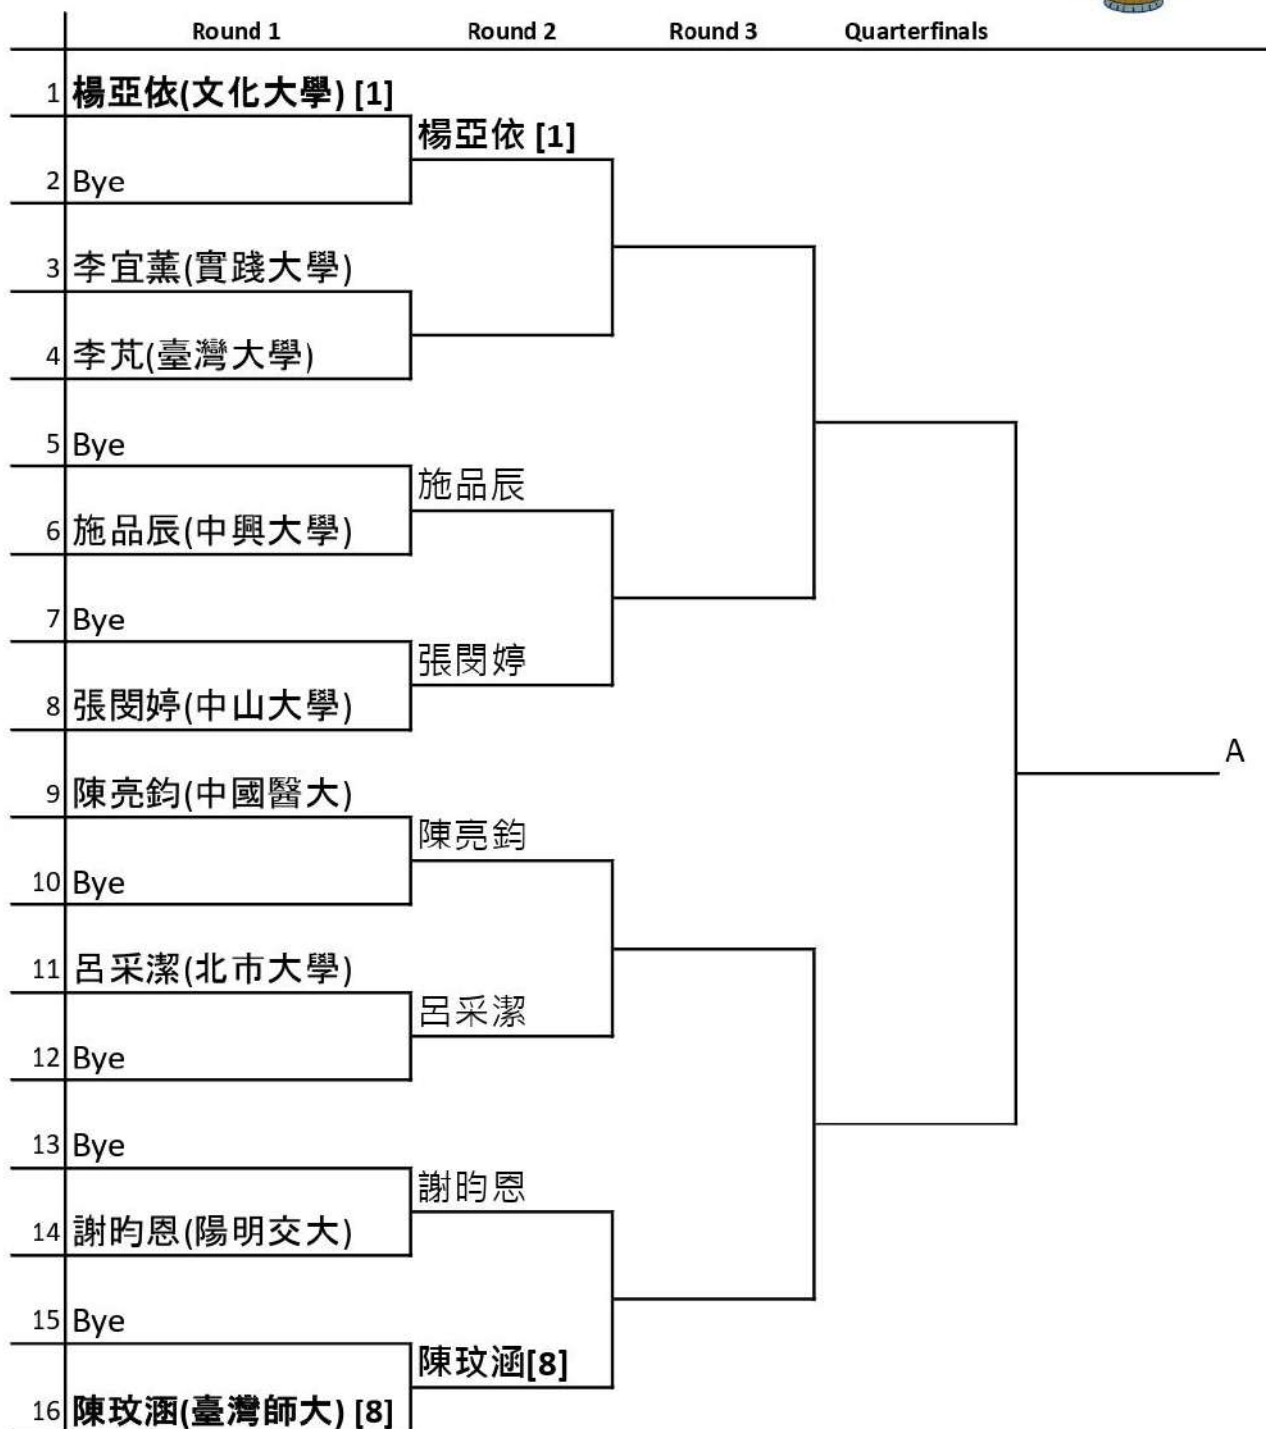 Round 1 Round 2 Round 3 Quarterfinals
1 楊亞依(文化大學) [1]
楊亞依 [1]
2 Bye
3 李宜薰(實踐大學)
4 李芃(臺灣大學)
5 Bye
施品辰
6 施品辰(中興大學)
7 Bye
張閔婷
8 張閔婷(中山大學)
A
9 陳亮鈞(中國醫大)
陳亮鈞
10 Bye
11 呂采潔(北市大學)
呂采潔
12 Bye
13 Bye
謝昀恩
14 謝昀恩(陽明交大)
15 Bye
陳玟涵[8]
16 陳玟涵(臺灣師大) [8]